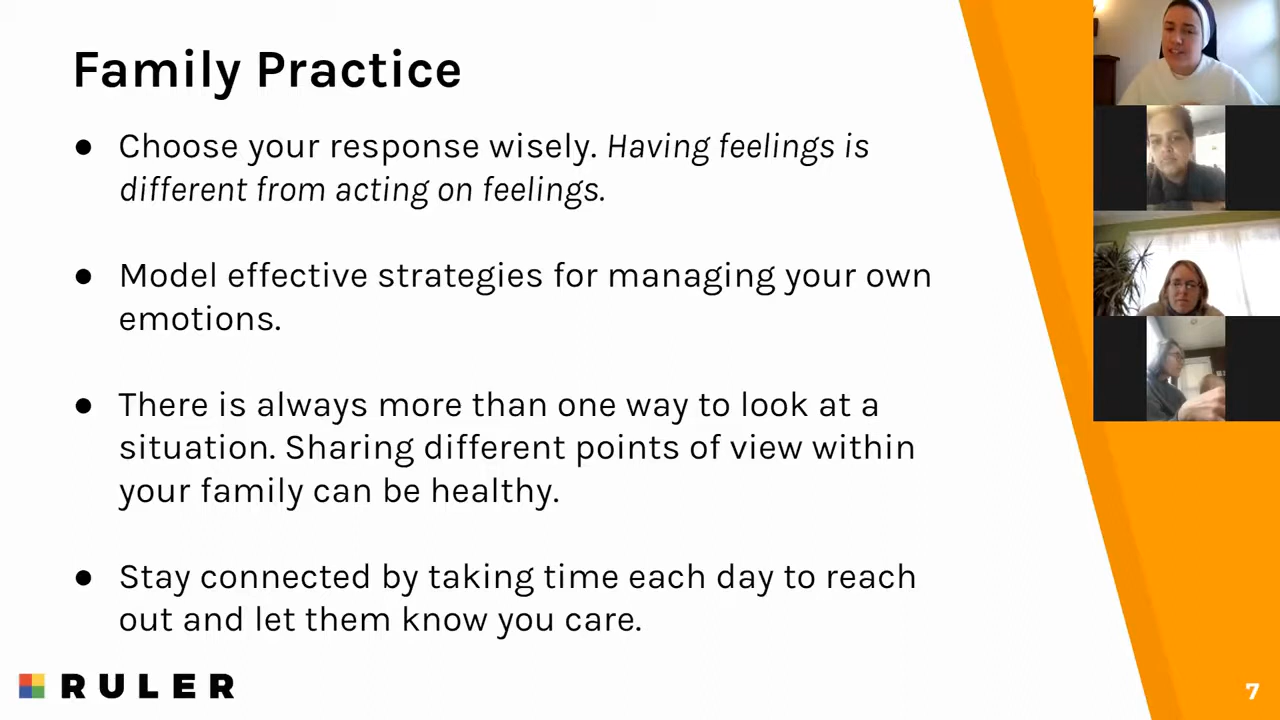 Family Practice
● Choose your response wisely. Having feelings is
different from acting on feelings.
● Model effective strategies for managing your own
emotions.
● There is always more than one way to look at a
situation. Sharing different points of view within
your family can be healthy.
● Stay connected by taking time each day to reach
out and let them know you care.
RULER
7